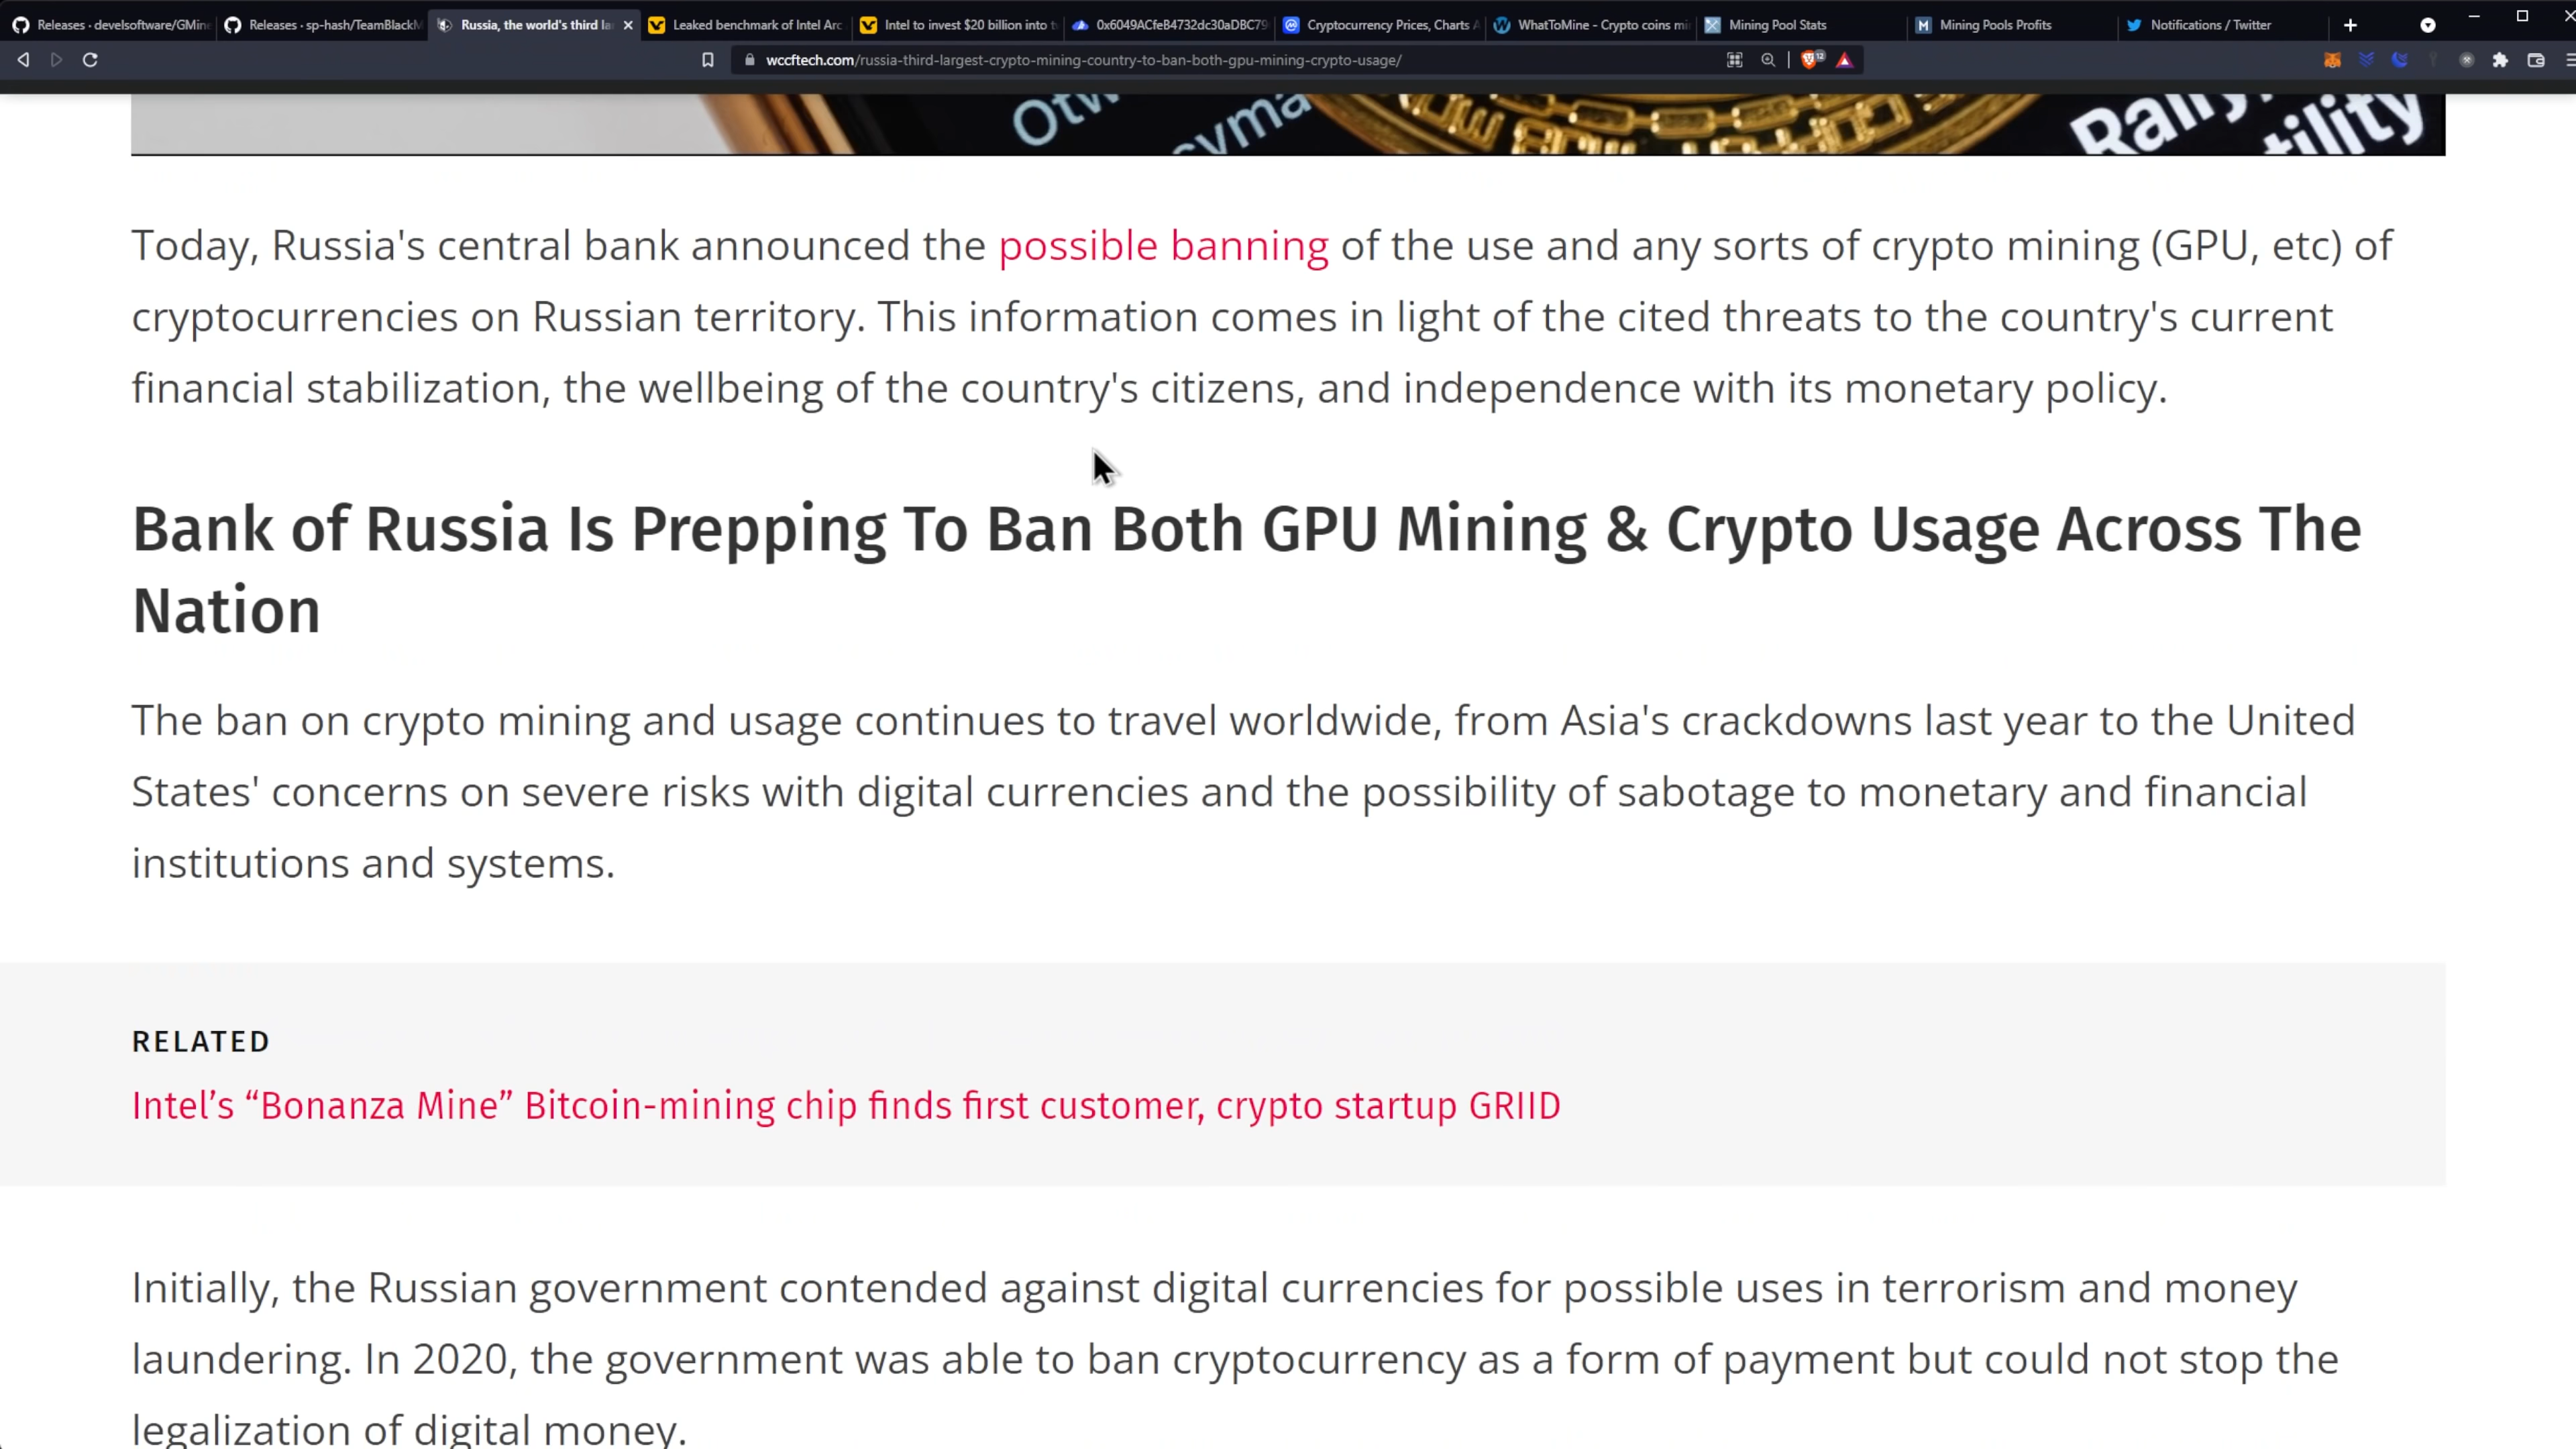 Releases · develsoftware/GMine
Releases · sp-hash/TeamBlackM
Russia, the world's third la
Leaked benchmark of Intel Arc
Intel to invest $20 billion into t
0x6049ACfeB4732dc30aDBC79
Cryptocurrency Prices, Charts A
WhatToMine - Crypto coins mi
Mining Pool Stats
Mining Pools Profits
Notifications / Twitter
wccftech.com/russia-third-largest-crypto-mining-country-to-ban-both-gpu-mining-crypto-usage/
Today, Russia's central bank announced the possible banning of the use and any sorts of crypto mining (GPU, etc) of
cryptocurrencies on Russian territory. This information comes in light of the cited threats to the country's current
financial stabilization, the wellbeing of the country's citizens, and independence with its monetary policy.
Bank of Russia Is Prepping To Ban Both GPU Mining & Crypto Usage Across The
Nation
The ban on crypto mining and usage continues to travel worldwide, from Asia's crackdowns last year to the United
States' concerns on severe risks with digital currencies and the possibility of sabotage to monetary and financial
institutions and systems.
RELATED
Intel's “Bonanza Mine” Bitcoin-mining chip finds first customer, crypto startup GRIID
Initially, the Russian government contended against digital currencies for possible uses in terrorism and money
laundering. In 2020, the government was able to ban cryptocurrency as a form of payment but could not stop the
legalization of digital money.